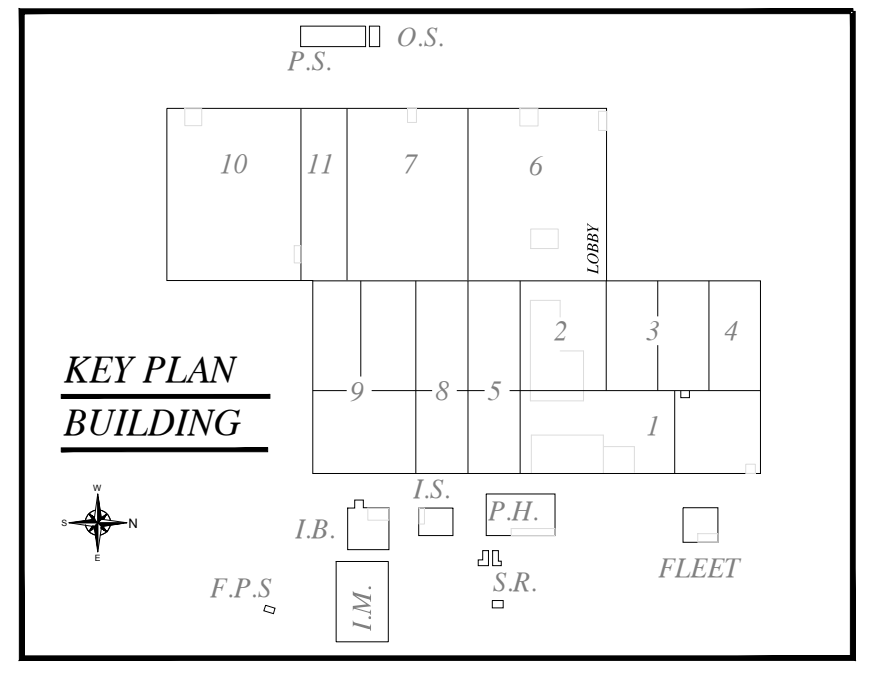 O.S.
P.S.
10
11
7
6
LOBBY
2
3
4
KEY PLAN
BUILDING
9
8
5
1
W
S
N
E
I.S.
I.B.
P.H.
FLEET
F.P.S
I.M.
S.R.